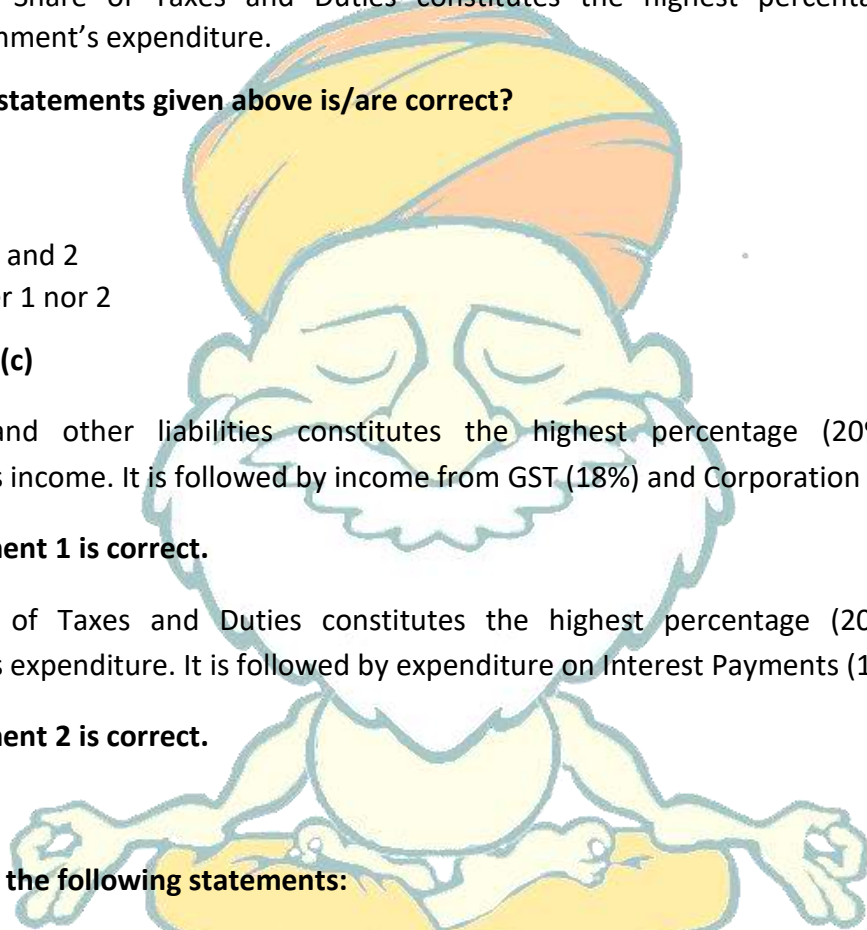 Share of Taxes and Duties constitutes the highest percenta
nment's expenditure.
statements given above is/are correct?
and 2
r 1 nor 2
(c)
and other liabilities constitutes the highest percentage (20
s income. It is followed by income from GST (18%) and Corporation
ent 1 is correct.
of Taxes and Duties constitutes the highest percentage (20
s expenditure. It is followed by expenditure on Interest Payments (1
ent 2 is correct.
the following statements: